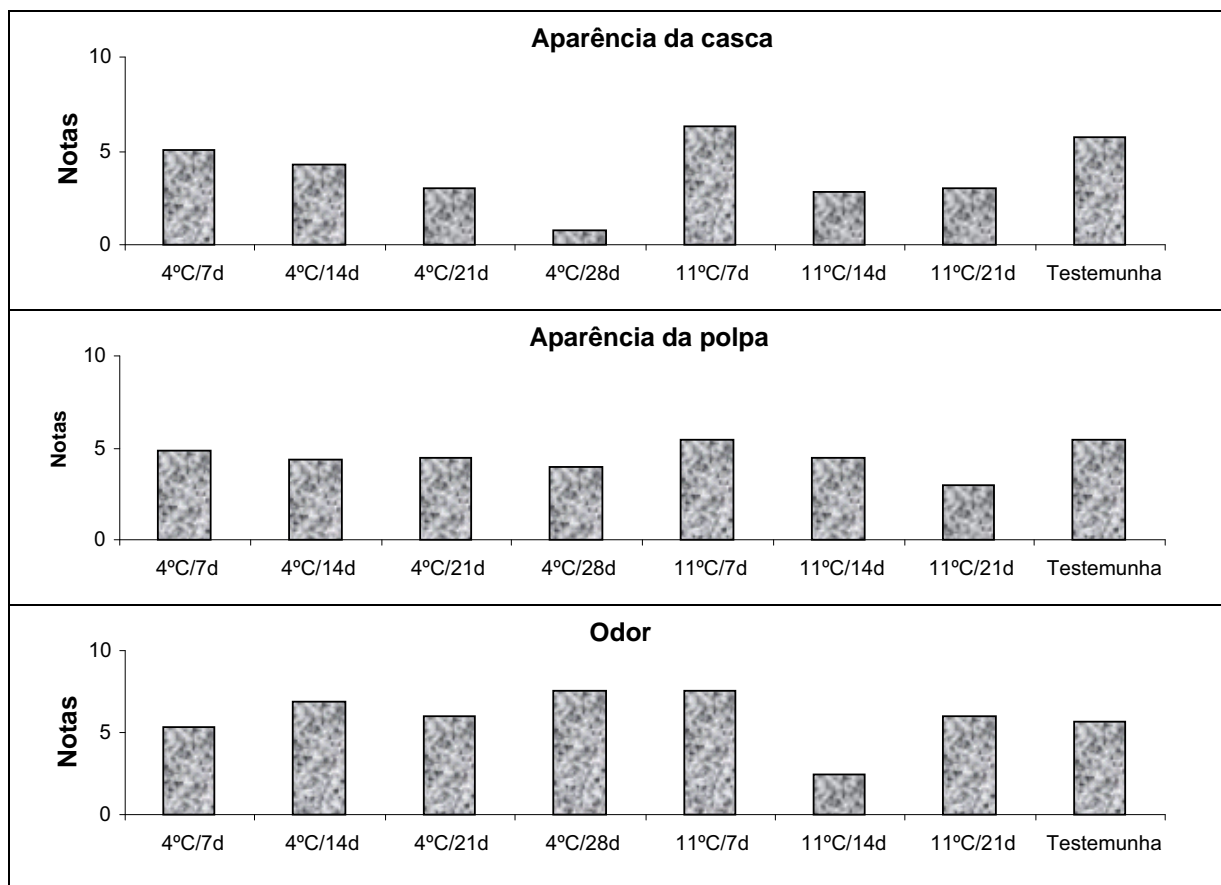 Aparência da casca
10
5
0
Notas
4ºC/7d 4ºC/14d 4ºC/21d 4ºC/28d 11ºC/7d 11ºC/14d 11ºC/21d Testemunha
Aparência da polpa
10
5
0
Notas
4ºC/7d 4ºC/14d 4ºC/21d 4ºC/28d 11ºC/7d 11ºC/14d 11ºC/21d Testemunha
Odor
10
5
0
Notas
4ºC/7d 4ºC/14d 4ºC/21d 4ºC/28d 11ºC/7d 11ºC/14d 11ºC/21d Testemunha